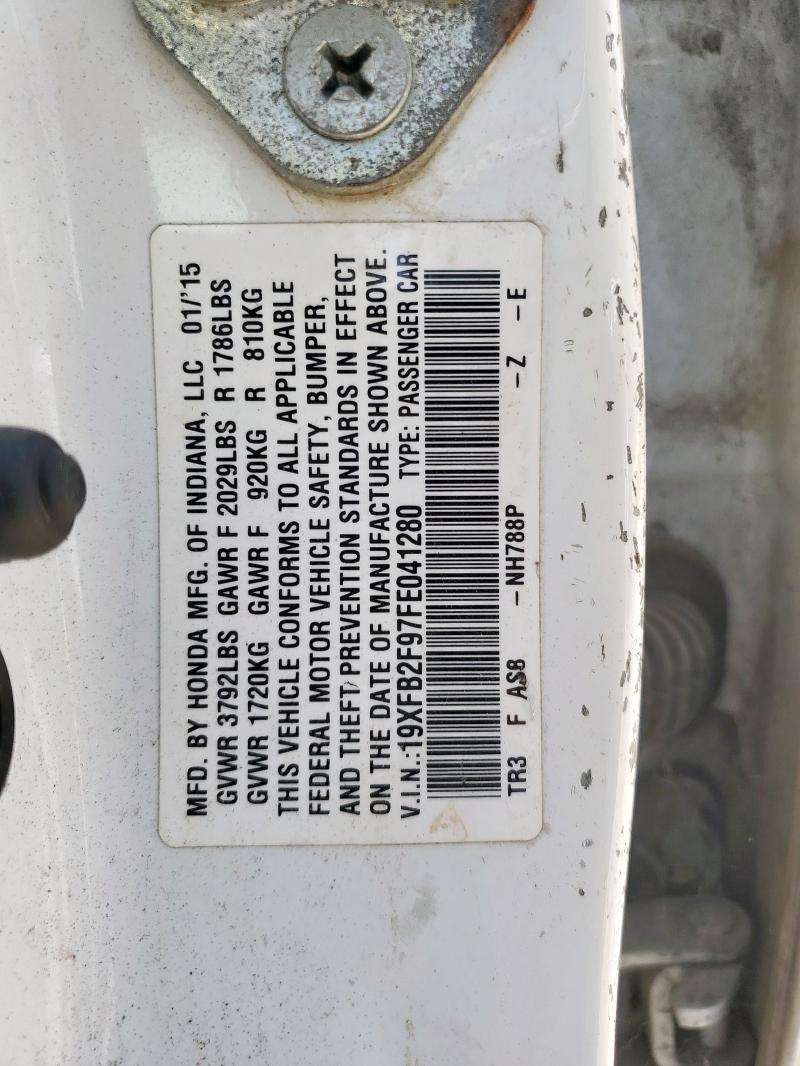 MFD. BY HONDA MFG. OF INDIANA, LLC 01/'15
GVWR 3792LBS GAWR F 2029LBS R 1786LBS
GVWR 1720KG GAWR F 920KG R 810KG
THIS VEHICLE CONFORMS TO ALL APPLICABLE
FEDERAL MOTOR VEHICLE SAFETY, BUMPER,
AND THEFT PREVENTION STANDARDS IN EFFECT
ON THE DATE OF MANUFACTURE SHOWN ABOVE.
V.I.N.:19XFB2F97FE041280 TYPE: PASSENGER CAR
TR3 F AS8 -NH788P -Z -E